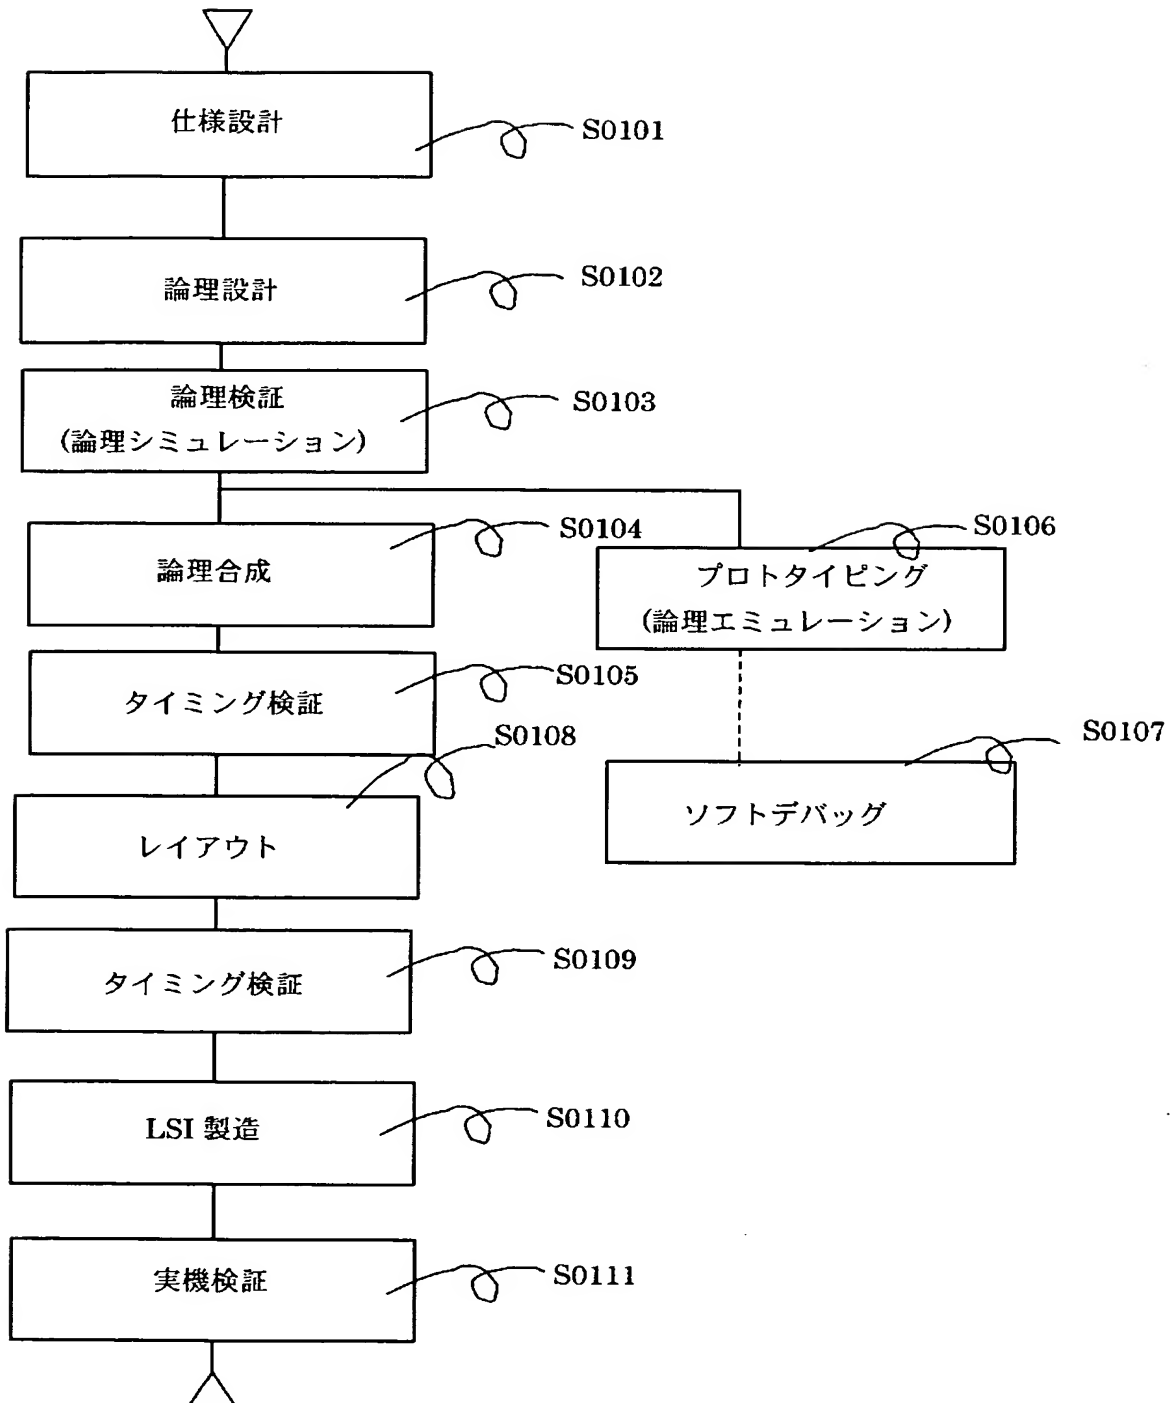 仕様設計
S0101
論理設計
S0102
論理検証
(論理シミュレーション)
S0103
論理合成
S0104
プロトタイピング
(論理エミュレーション)
S0106
タイミング検証
S0105
ソフトデバッグ
S0107
レイアウト
S0108
タイミング検証
S0109
LSI 製造
S0110
実機検証
S0111